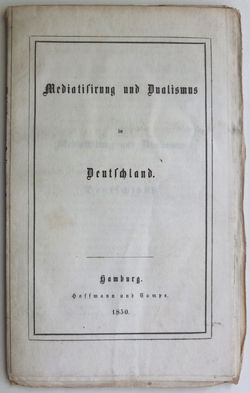 Mediatisirung und Dualismus
in
Deutschland.
Hamburg.
Hoffmann und Campe.
1850.